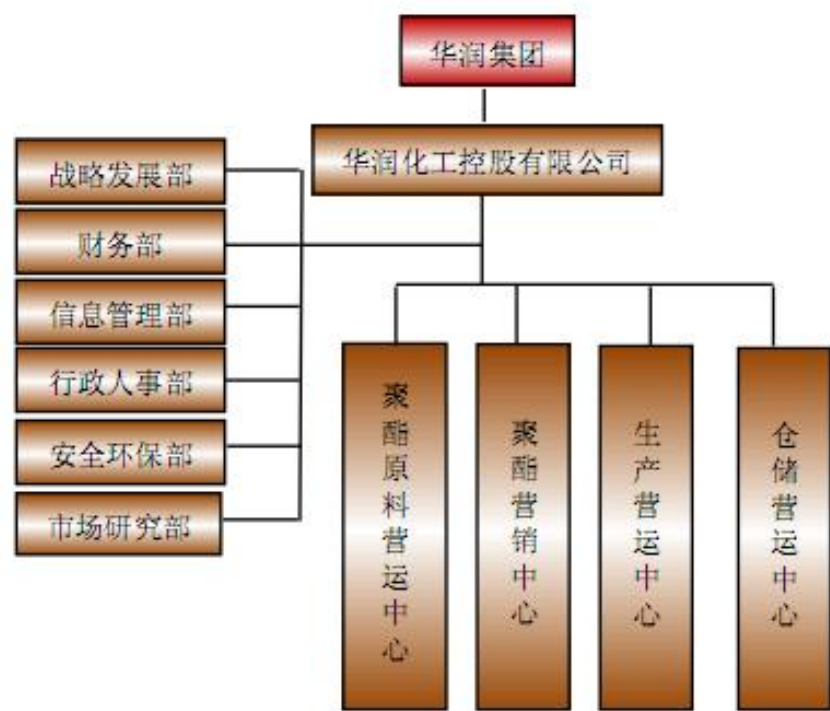 华润集团
华润化工控股有限公司
战略发展部
财务部
信息管理部
行政人事部
安全环保部
市场研究部
聚酯原料营运中心
聚酯营销中心
生产营运中心
仓储营运中心